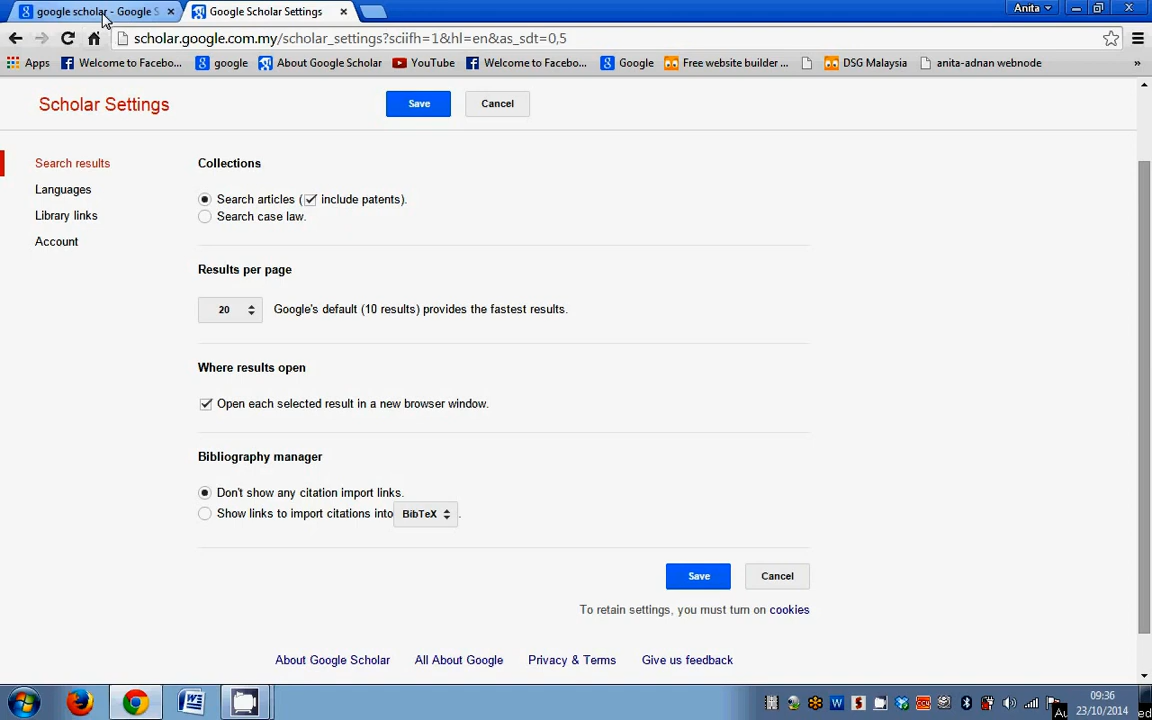 google scholar - Google S
Google Scholar Settings
Anita
scholar.google.com.my/scholar_settings?sciifh=1&hl=en&as_sdt=0,5
Apps
Welcome to Facebo...
google
About Google Scholar
YouTube
Welcome to Facebo...
Google
Free website builder ...
DSG Malaysia
anita-adnan webnode
»
Scholar Settings
Save
Cancel
Search results
Languages
Library links
Account
Collections
Search articles (include patents).
Search case law.
Results per page
20
Google's default (10 results) provides the fastest results.
Where results open
Open each selected result in a new browser window.
Bibliography manager
Don't show any citation import links.
Show links to import citations into BibTeX .
Save
Cancel
To retain settings, you must turn on cookies
About Google Scholar
All About Google
Privacy & Terms
Give us feedback
09:36
23/10/2014